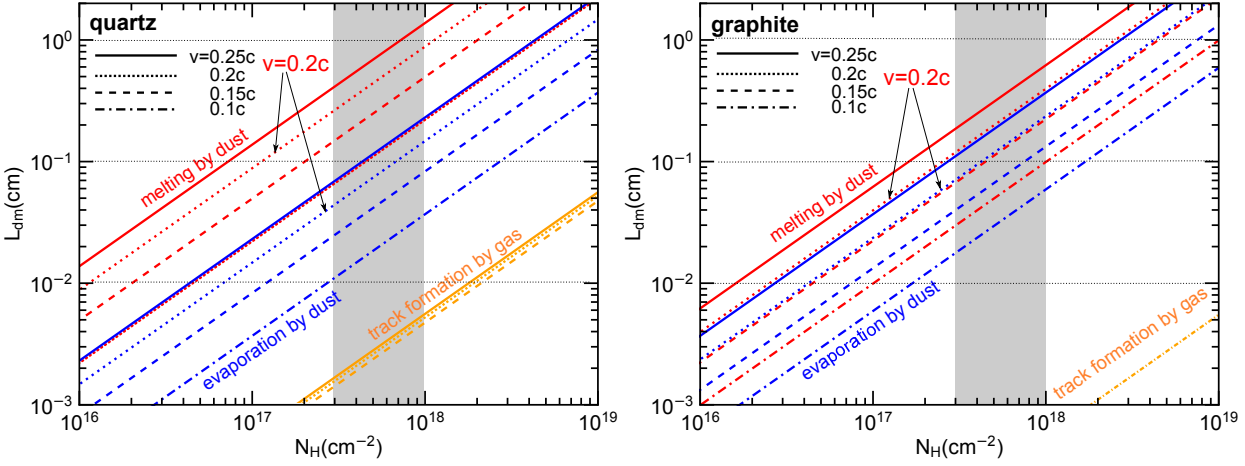 quartz
v=0.25c
0.2c
0.15c
0.1c
v=0.2c
melting by dust
evaporation by dust
track formation by gas
L_dm(cm)
10^0
10^-1
10^-2
10^-3
10^16
10^17
10^18
10^19
N_H(cm^-2)
graphite
v=0.25c
0.2c
0.15c
0.1c
v=0.2c
melting by dust
evaporation by dust
track formation by gas
L_dm(cm)
10^0
10^-1
10^-2
10^-3
10^16
10^17
10^18
10^19
N_H(cm^-2)